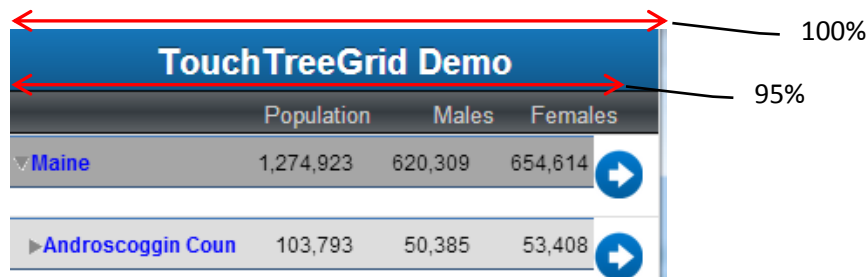 100%
TouchTreeGrid Demo
95%
Population Males Females
Maine 1,274,923 620,309 654,614
Androscoggin Coun 103,793 50,385 53,408